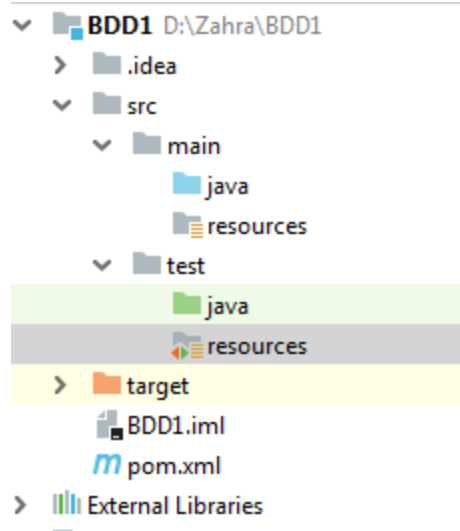 BDD1 D:\Zahra\BDD1
.idea
src
main
java
resources
test
java
resources
target
BDD1.iml
m pom.xml
External Libraries